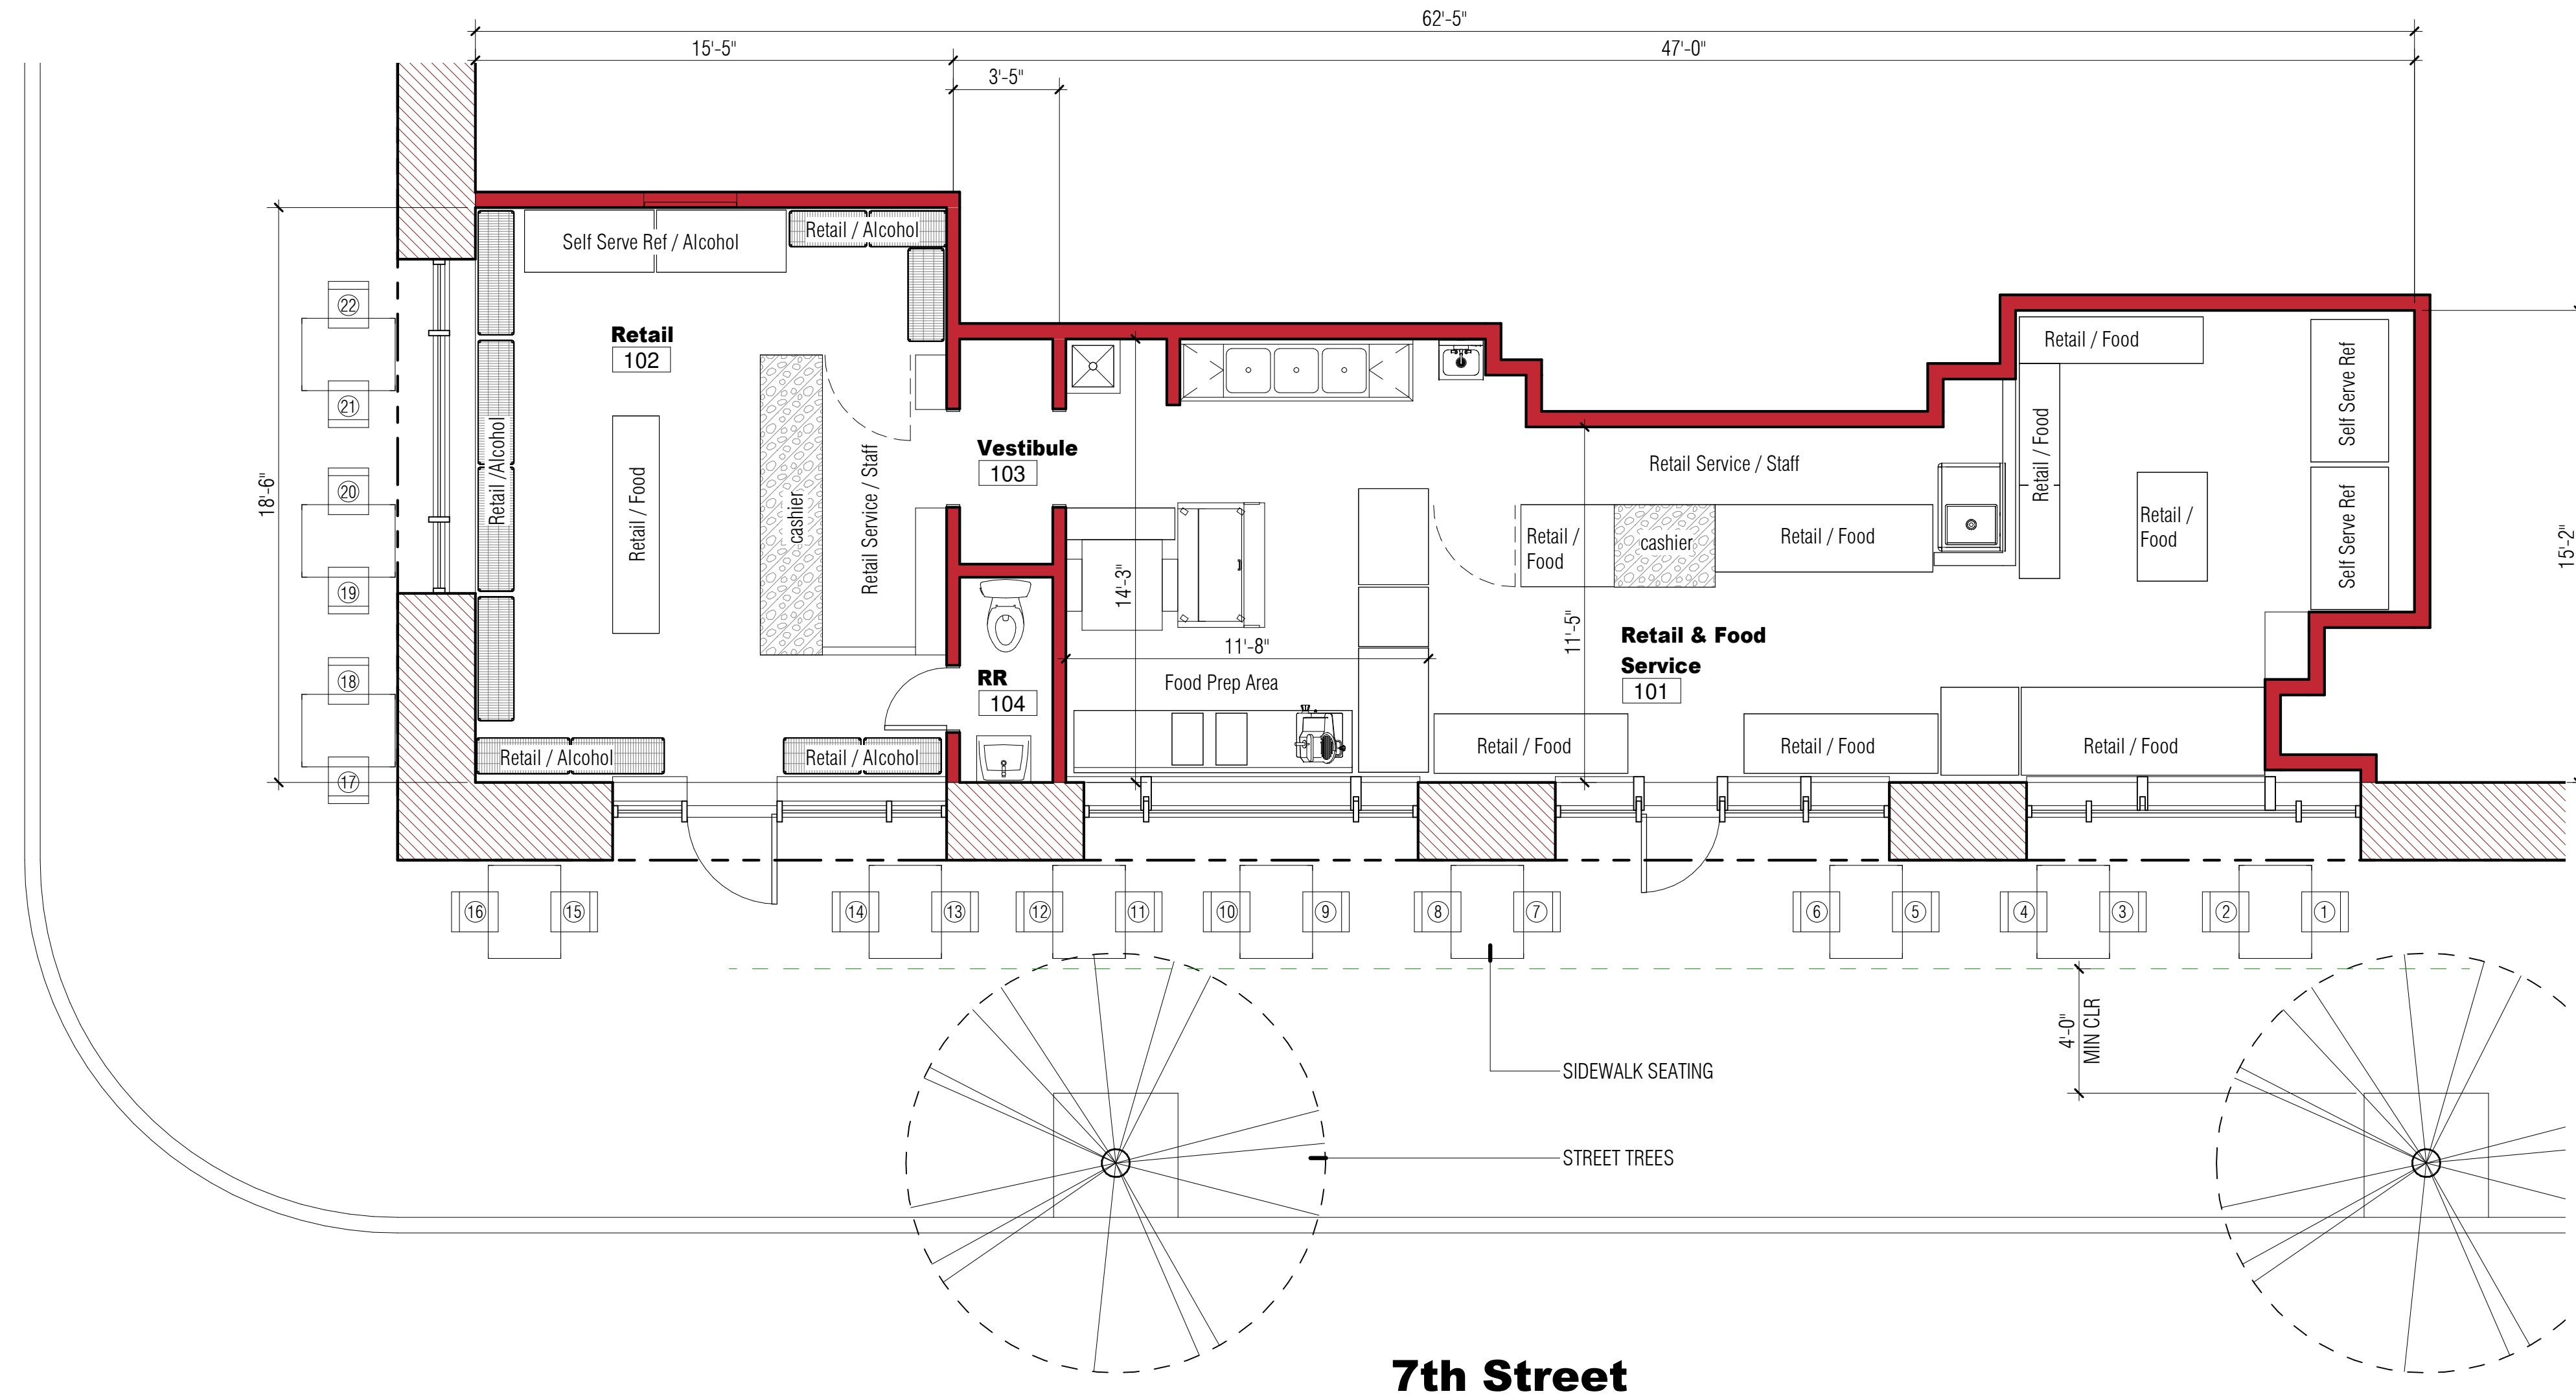 62'-5"
15'-5"
47'-0"
3'-5"
Self Serve Ref / Alcohol
Retail / Alcohol
22
21
20
19
18
17
18'-6"
Retail
102
Retail /Alcohol
Retail / Food
cashier
Retail Service / Staff
Vestibule
103
RR
104
Retail / Alcohol
Retail / Alcohol
14'-3"
11'-8"
Food Prep Area
Retail Service / Staff
Retail /
Food
cashier
Retail / Food
11'-5"
Retail & Food
Service
101
Retail / Food
Retail / Food
Retail / Food
Retail / Food
Retail / Food
Retail /
Food
Self Serve Ref
Self Serve Ref
15'-2"
16
15
14
13
12
11
10
9
8
7
6
5
4
3
2
1
4'-0"
MIN CLR
SIDEWALK SEATING
STREET TREES
7th Street